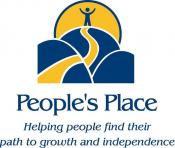 People's Place
Helping people find their
path to growth and independence